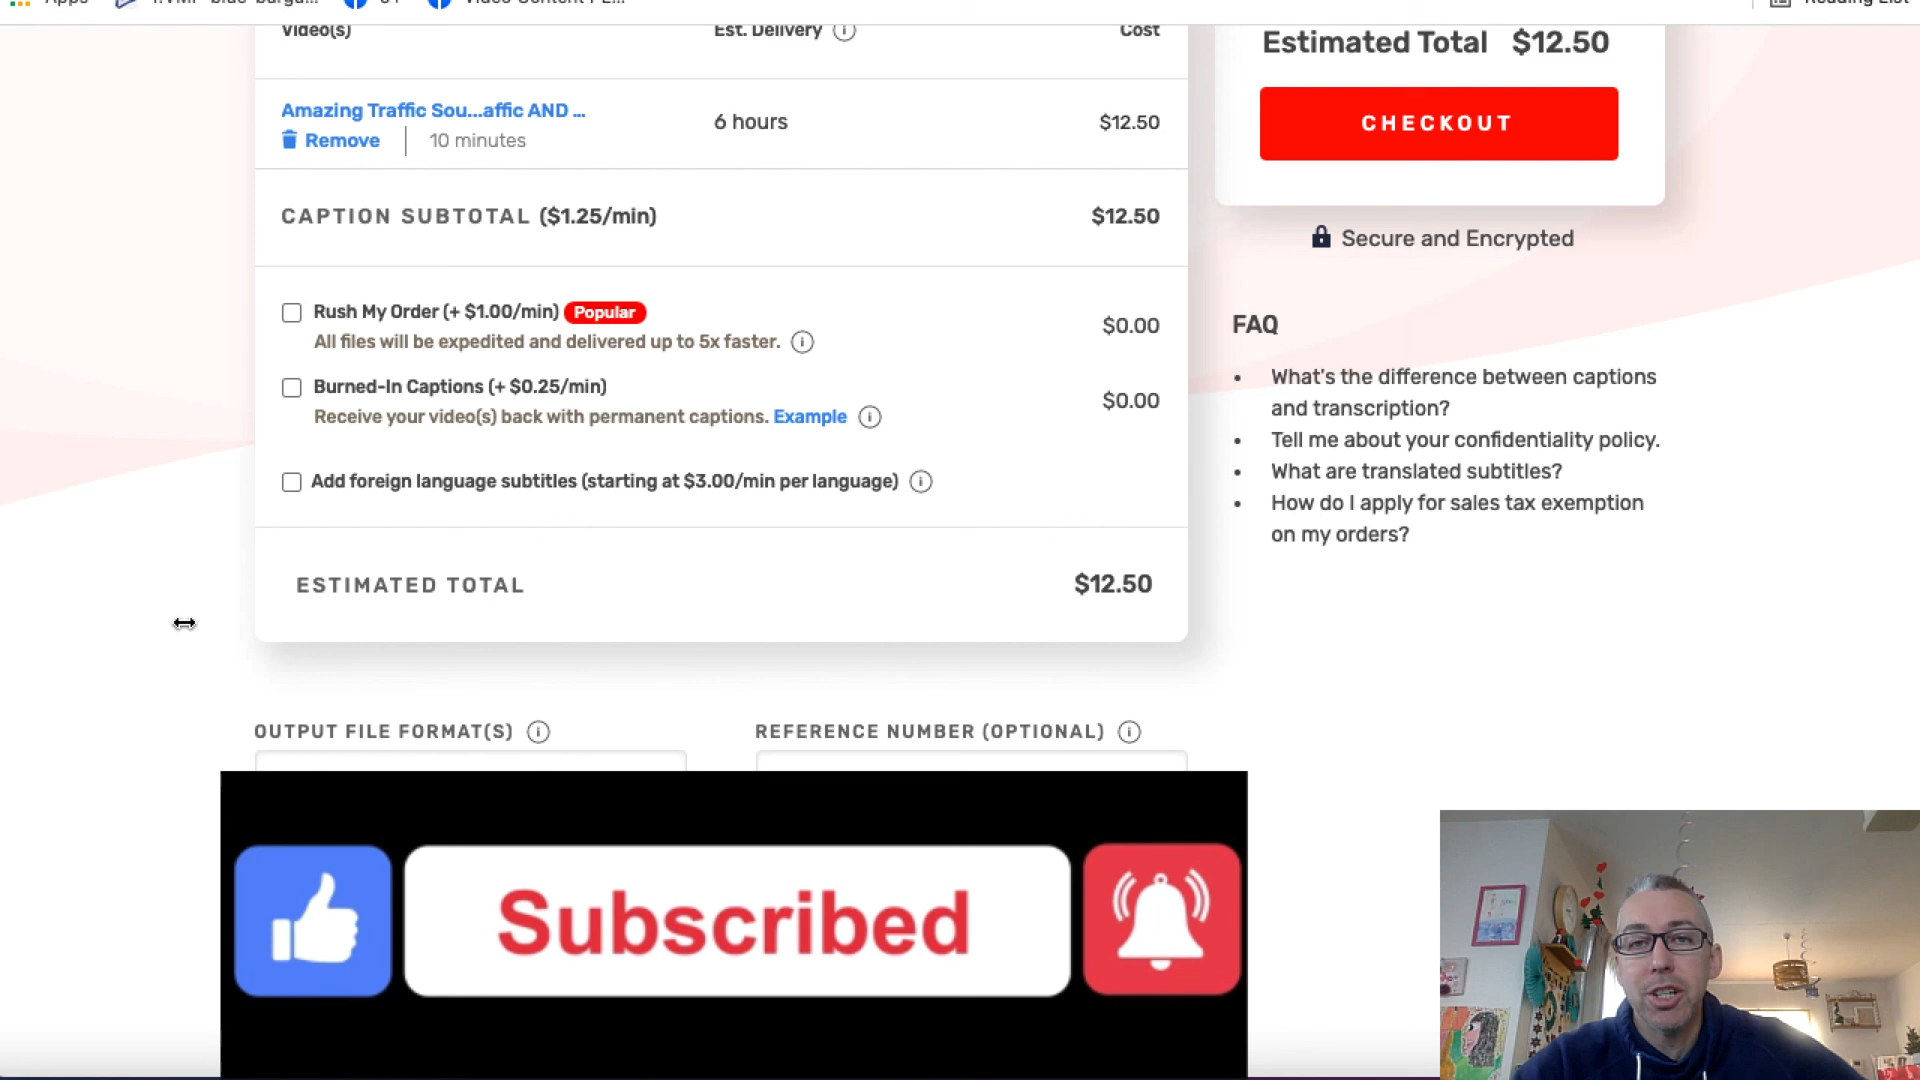 Apps
Video(s) Est. Delivery Cost
Estimated Total $12.50
Amazing Traffic Sou...affic AND ...
Remove 10 minutes
6 hours
$12.50
CHECKOUT
CAPTION SUBTOTAL ($1.25/min) $12.50
Secure and Encrypted
Rush My Order (+ $1.00/min) Popular
All files will be expedited and delivered up to 5x faster.
$0.00
Burned-In Captions (+ $0.25/min)
Receive your video(s) back with permanent captions. Example
$0.00
Add foreign language subtitles (starting at $3.00/min per language)
ESTIMATED TOTAL $12.50
FAQ
What's the difference between captions
and transcription?
Tell me about your confidentiality policy.
What are translated subtitles?
How do I apply for sales tax exemption
on my orders?
OUTPUT FILE FORMAT(S) REFERENCE NUMBER (OPTIONAL)
Subscribed